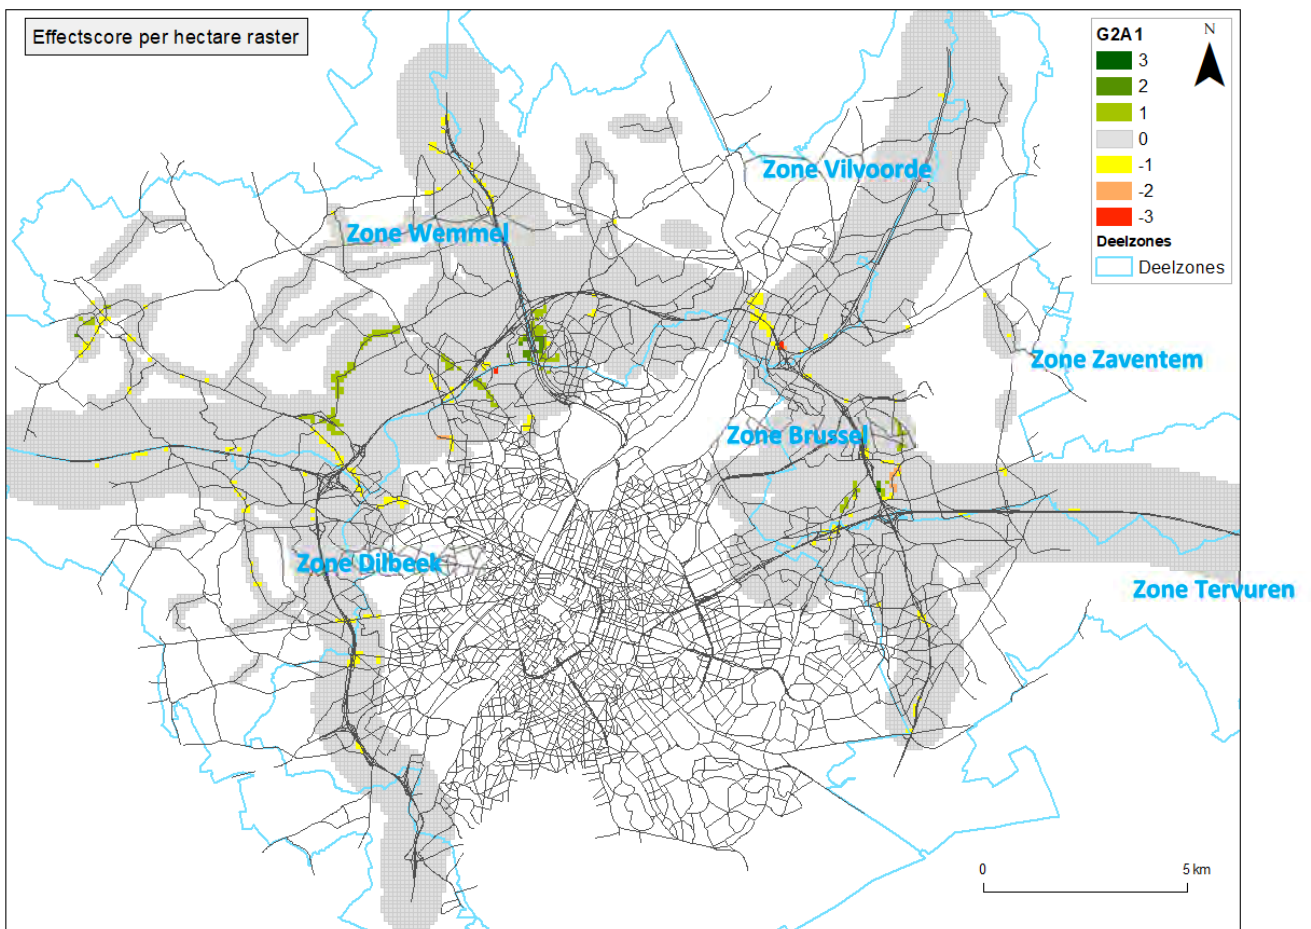 Effectscore per hectare raster
G2A1
N
3
2
1
0
-1
-2
-3
Deelzones
Deelzones
Zone Vilvoorde
Zone Wemmel
Zone Zaventem
Zone Brussel
Zone Dilbeek
Zone Tervuren
0
5 km